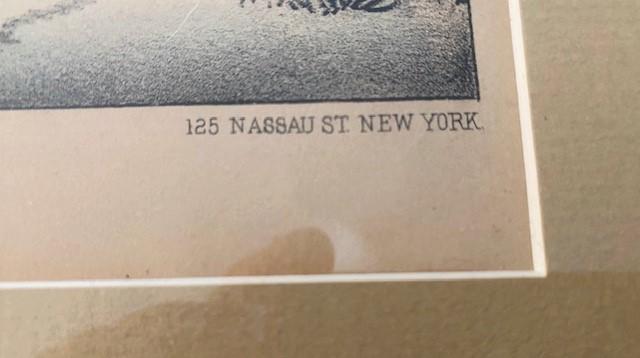 125 NASSAU ST. NEW YORK.